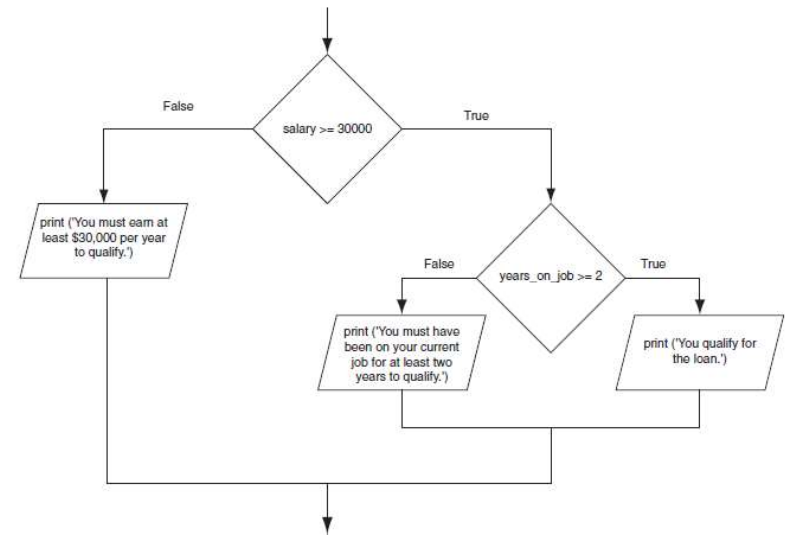 False
salary >= 30000
True
print ('You must earn at
least $30,000 per year
to qualify.')
False
years_on_job >= 2
True
print ('You must have
been on your current
job for at least two
years to qualify.')
print ('You qualify for
the loan.')